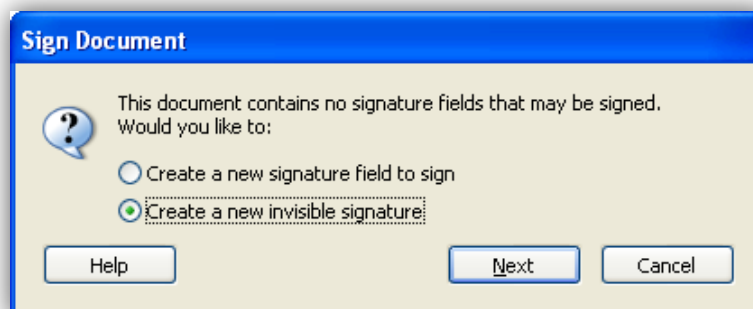 Sign Document
This document contains no signature fields that may be signed.
Would you like to:
Create a new signature field to sign
Create a new invisible signature
Help Next Cancel